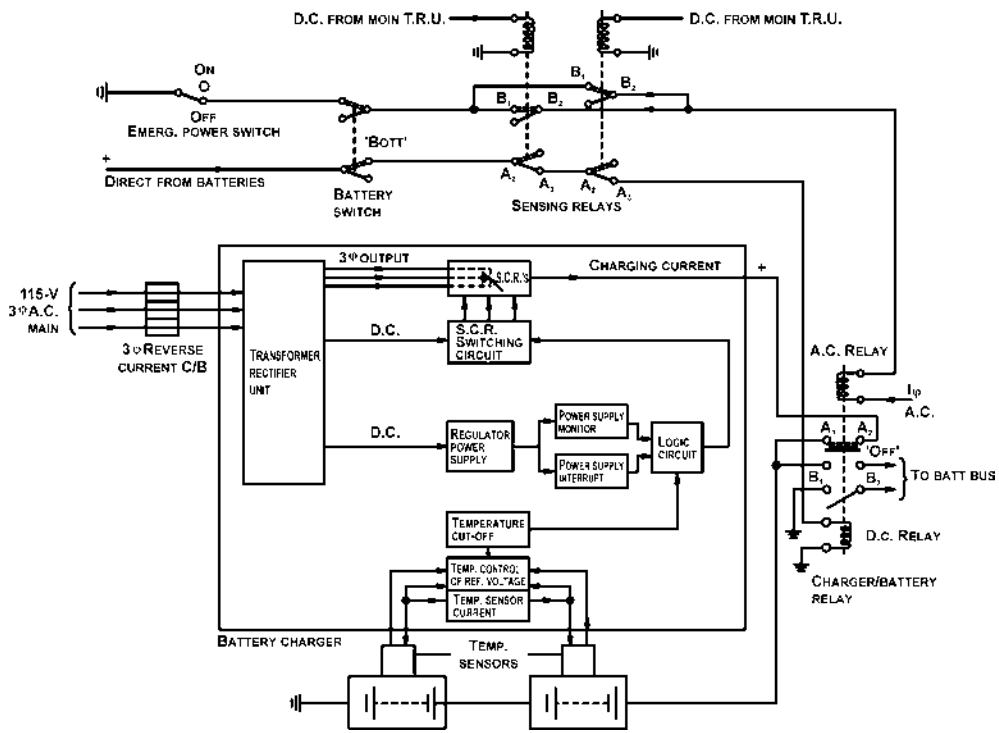 D.C. FROM MOIN T.R.U.
D.C. FROM MOIN T.R.U.
ON
OFF
EMERG. POWER SWITCH
B₁
B₂
B₁
B₂
'BOTT'
+
DIRECT FROM BATTERIES
BATTERY
SWITCH
A₂
A₃
A₂
A₃
SENSING RELAYS
3φ OUTPUT
S.C.R.'S
CHARGING CURRENT
+
115-V
3φ A.C.
MAIN
3φ REVERSE
CURRENT C/B
TRANSFORMER
RECTIFIER
UNIT
D.C.
S.C.R.
SWITCHING
CIRCUIT
A.C. RELAY
1φ
A.C.
D.C.
REGULATOR
POWER
SUPPLY
POWER SUPPLY
MONITOR
POWER SUPPLY
INTERRUPT
LOGIC
CIRCUIT
A₁
A₂
'OFF'
B₁
B₂
TO BATT BUS
TEMPERATURE
CUT-OFF
D.C. RELAY
TEMP. CONTROL
OF REF. VOLTAGE
TEMP. SENSOR
CURRENT
CHARGER/BATTERY
RELAY
BATTERY CHARGER
TEMP.
SENSORS